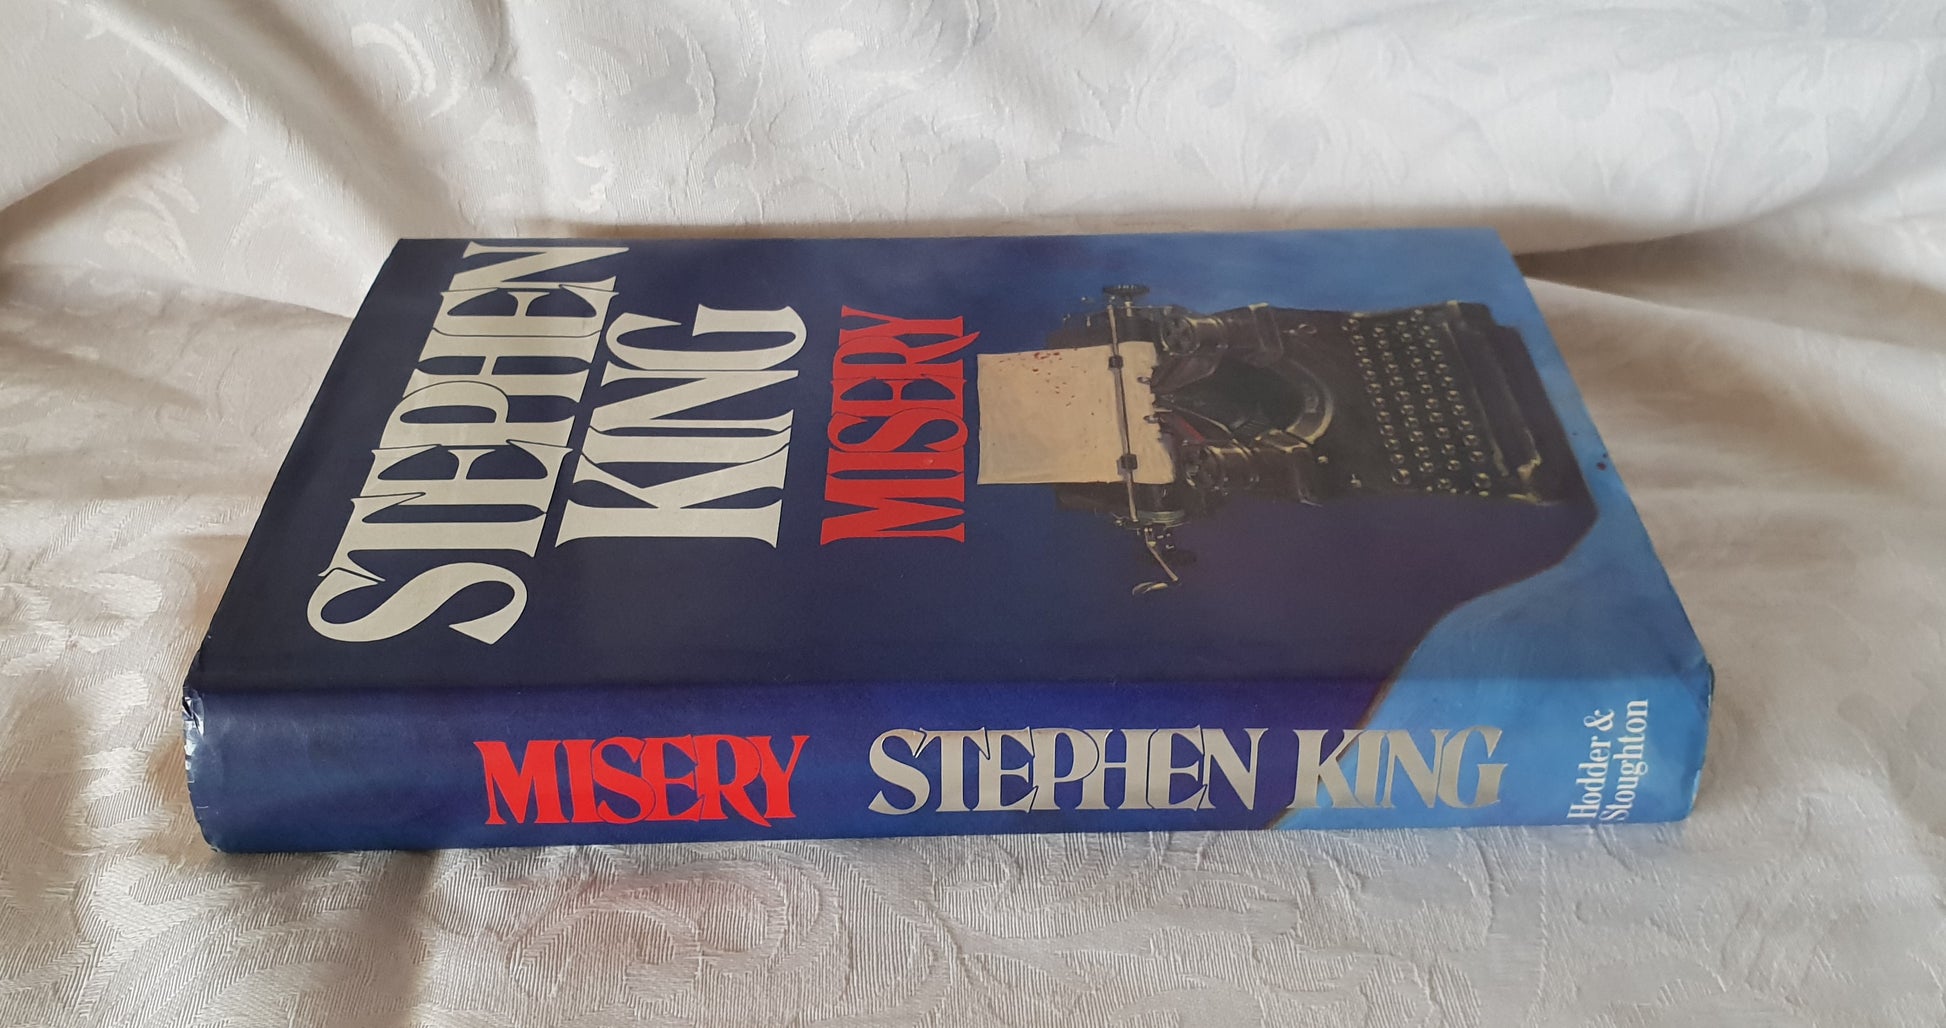 STEPHEN
KING
MISERY
MISERY STEPHEN KING
Hodder &
Stoughton